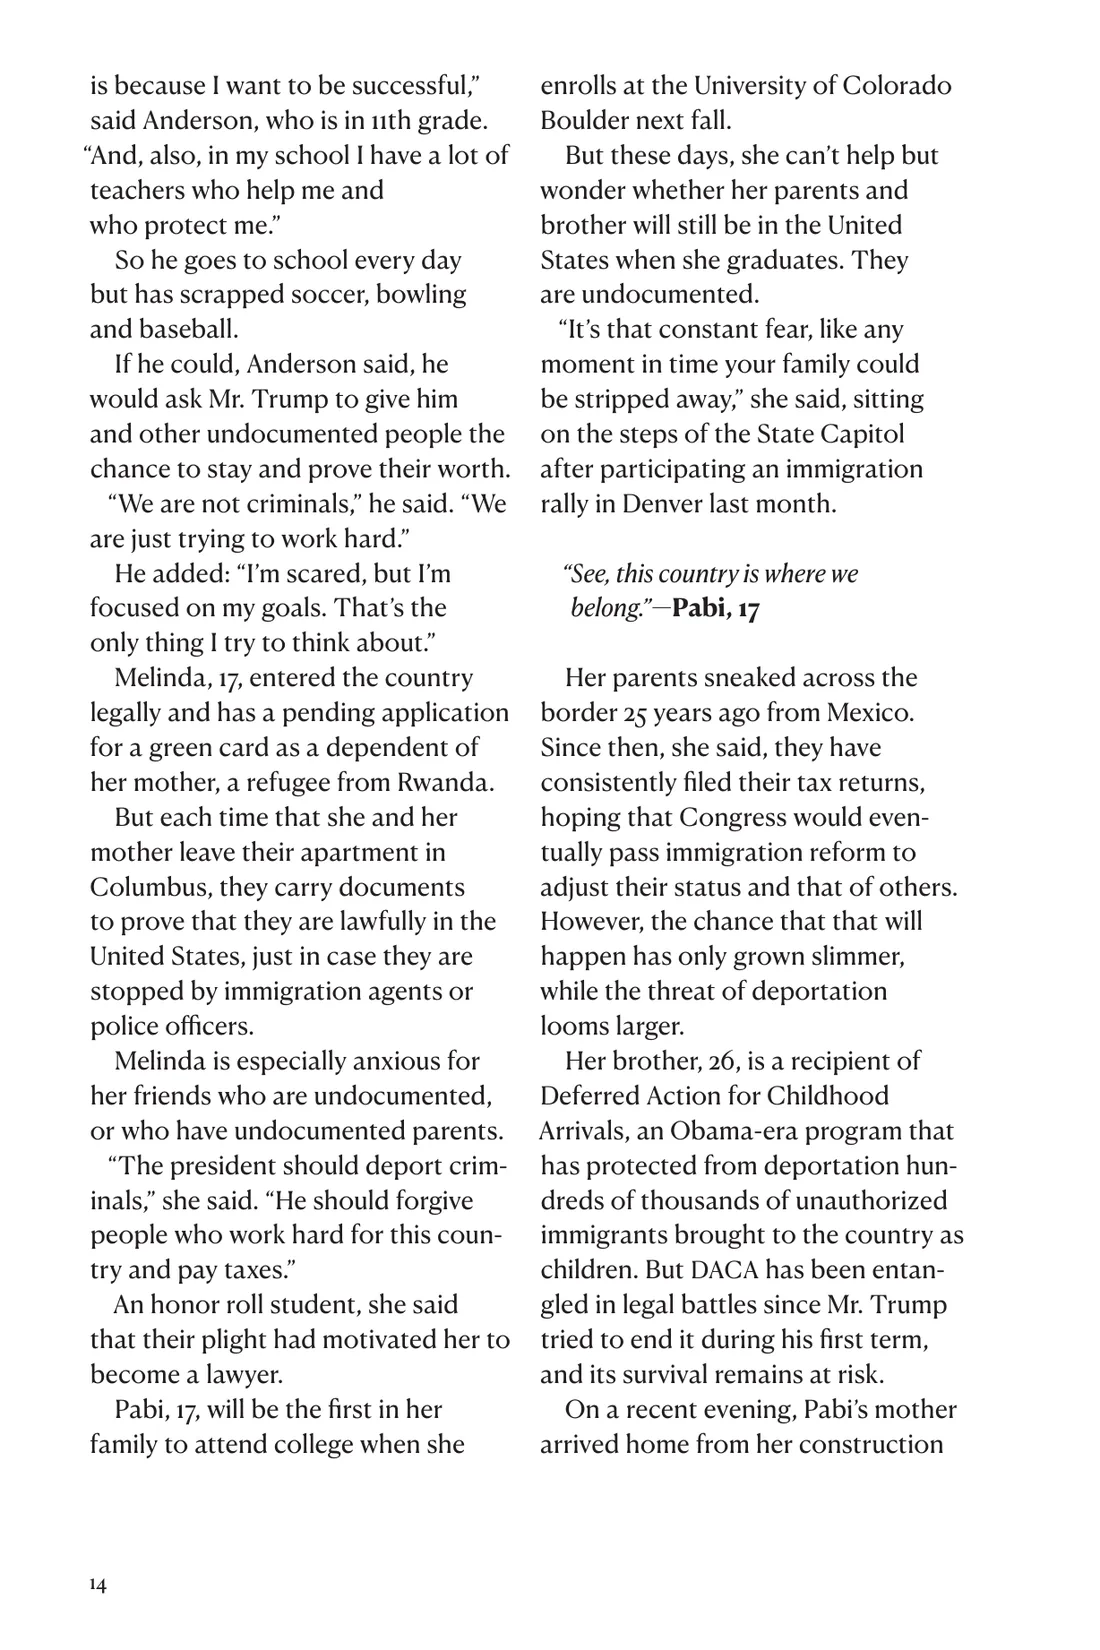 is because I want to be successful,”
said Anderson, who is in 11th grade.
“And, also, in my school I have a lot of
teachers who help me and
who protect me.”
So he goes to school every day
but has scrapped soccer, bowling
and baseball.
If he could, Anderson said, he
would ask Mr. Trump to give him
and other undocumented people the
chance to stay and prove their worth.
“We are not criminals,” he said. “We
are just trying to work hard.”
He added: “I’m scared, but I’m
focused on my goals. That’s the
only thing I try to think about.”
Melinda, 17, entered the country
legally and has a pending application
for a green card as a dependent of
her mother, a refugee from Rwanda.
But each time that she and her
mother leave their apartment in
Columbus, they carry documents
to prove that they are lawfully in the
United States, just in case they are
stopped by immigration agents or
police officers.
Melinda is especially anxious for
her friends who are undocumented,
or who have undocumented parents.
“The president should deport crim-
inals,” she said. “He should forgive
people who work hard for this coun-
try and pay taxes.”
An honor roll student, she said
that their plight had motivated her to
become a lawyer.
Pabi, 17, will be the first in her
family to attend college when she
enrolls at the University of Colorado
Boulder next fall.
But these days, she can’t help but
wonder whether her parents and
brother will still be in the United
States when she graduates. They
are undocumented.
“It’s that constant fear, like any
moment in time your family could
be stripped away,” she said, sitting
on the steps of the State Capitol
after participating an immigration
rally in Denver last month.
“See, this country is where we
belong.”—Pabi, 17
Her parents sneaked across the
border 25 years ago from Mexico.
Since then, she said, they have
consistently filed their tax returns,
hoping that Congress would even-
tually pass immigration reform to
adjust their status and that of others.
However, the chance that that will
happen has only grown slimmer,
while the threat of deportation
looms larger.
Her brother, 26, is a recipient of
Deferred Action for Childhood
Arrivals, an Obama-era program that
has protected from deportation hun-
dreds of thousands of unauthorized
immigrants brought to the country as
children. But DACA has been entan-
gled in legal battles since Mr. Trump
tried to end it during his first term,
and its survival remains at risk.
On a recent evening, Pabi’s mother
arrived home from her construction
14